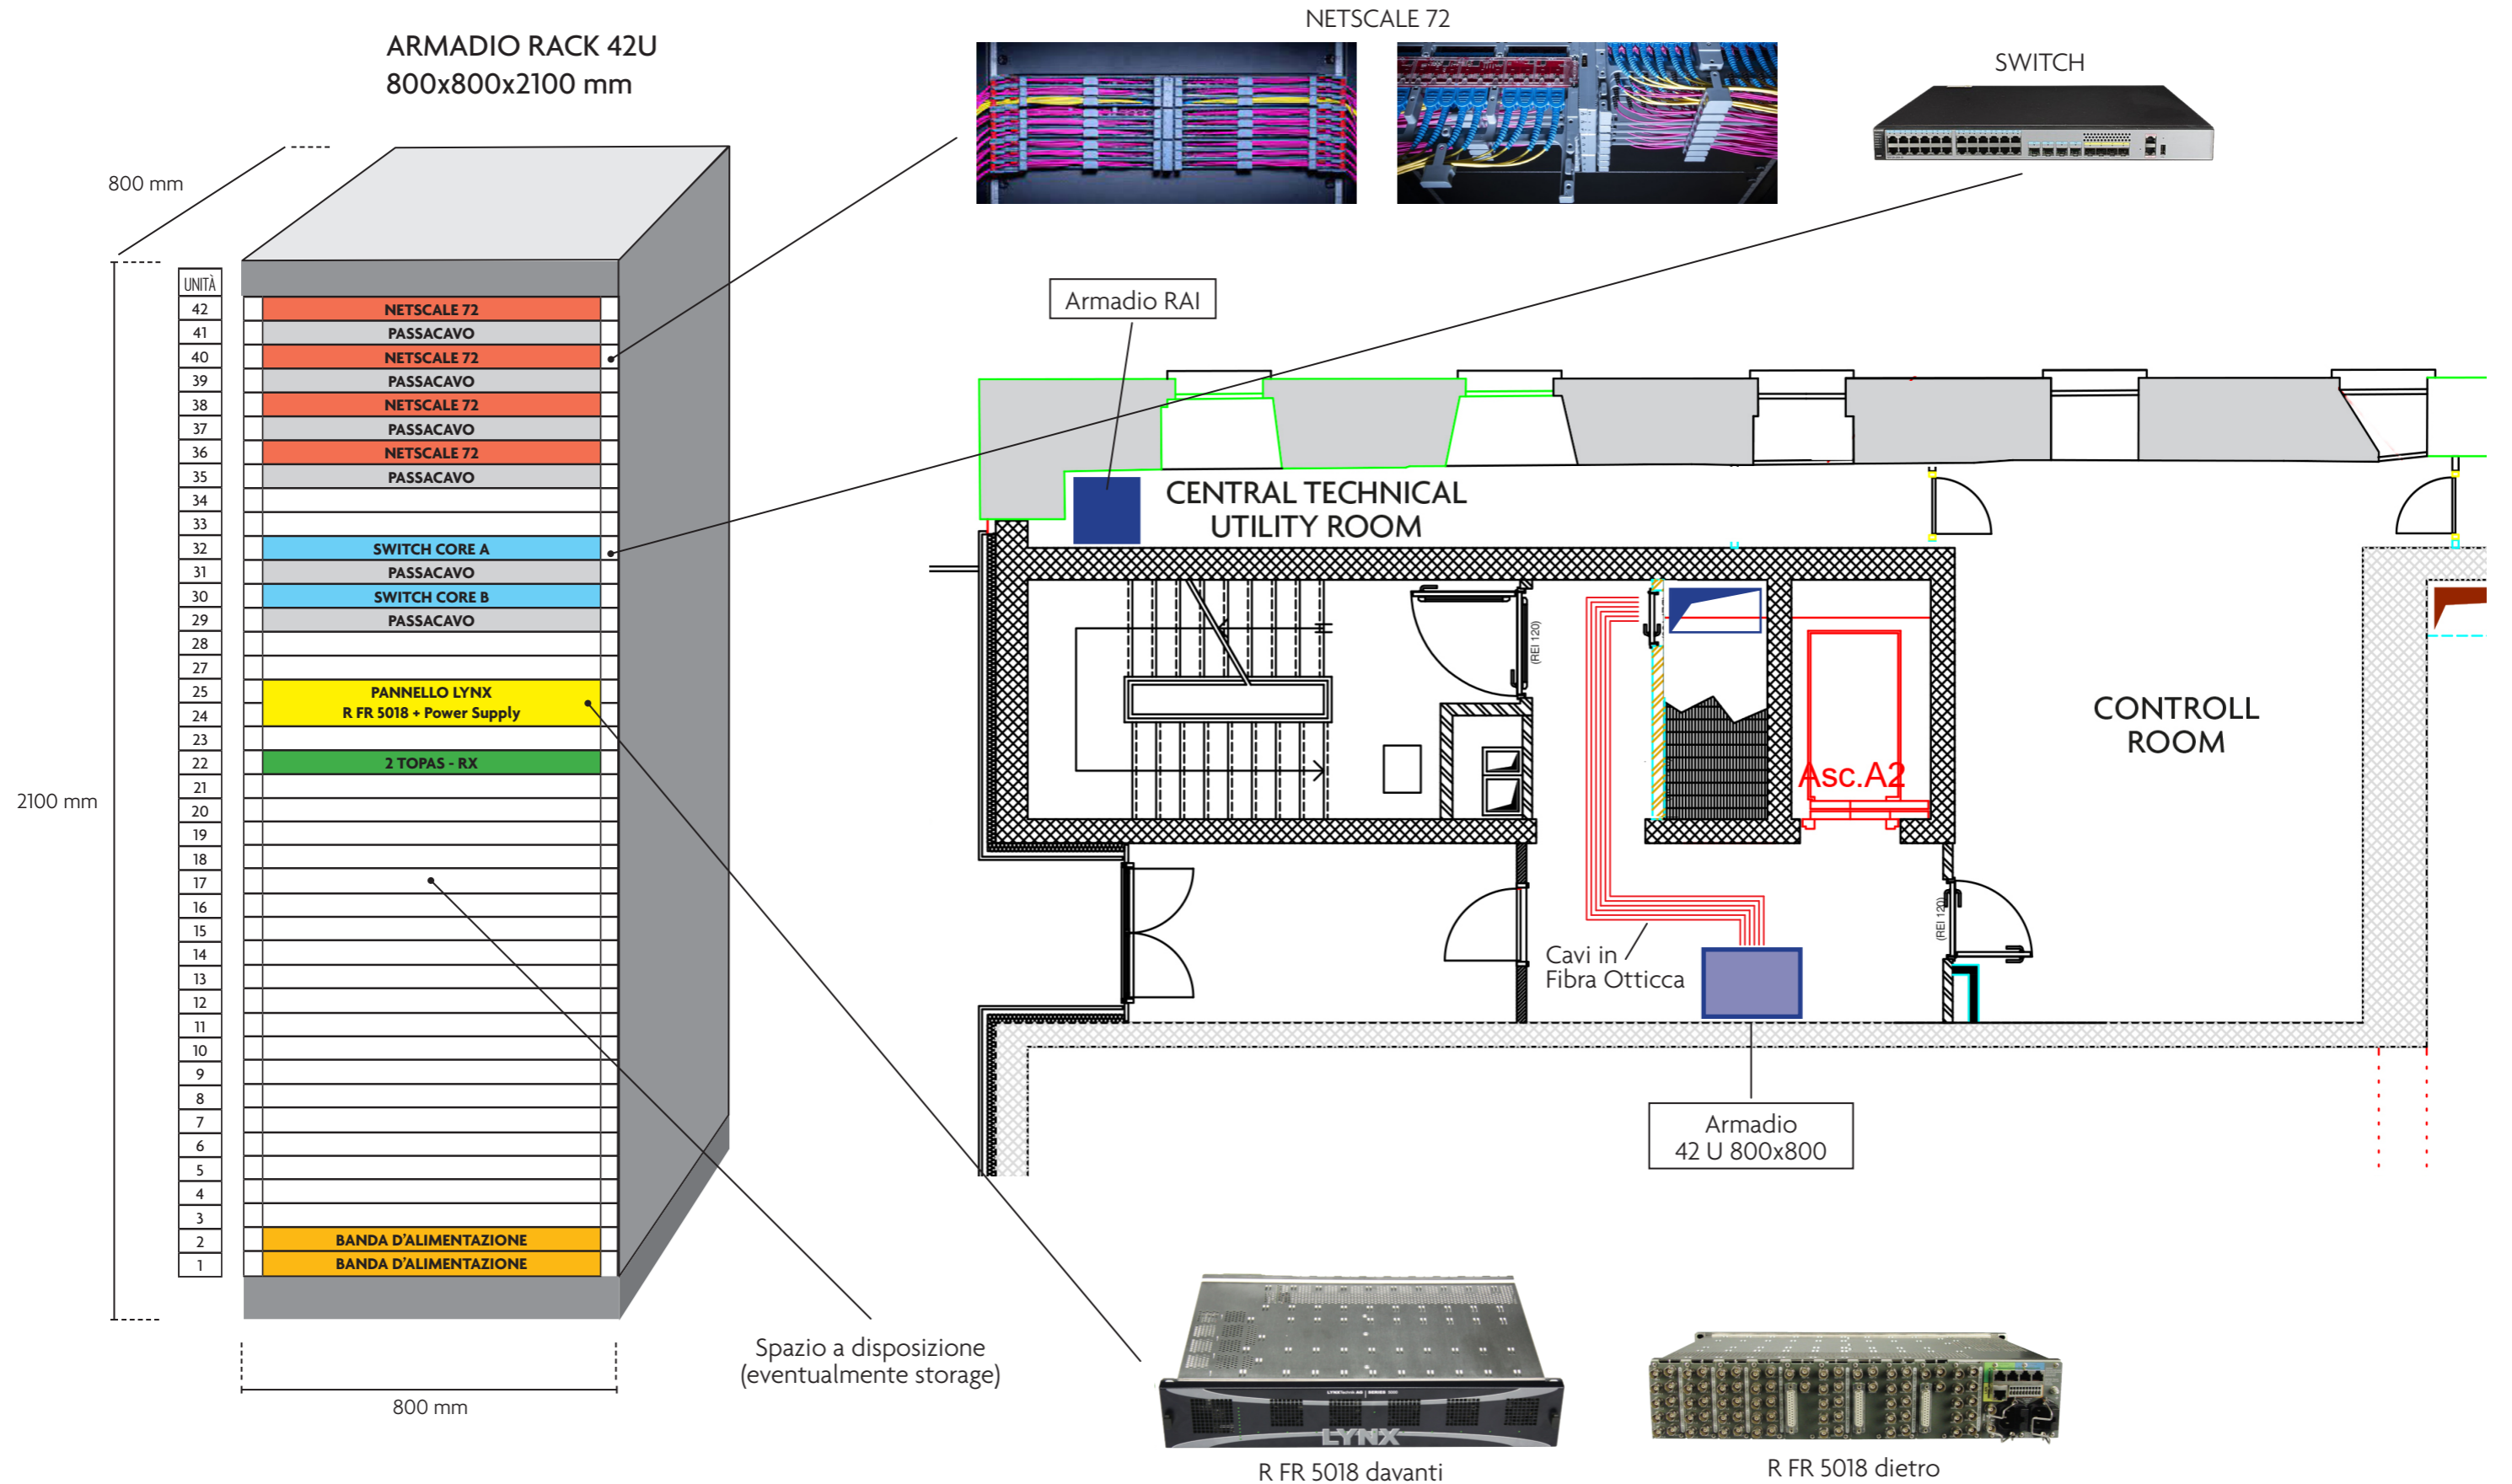 ARMADIO RACK 42U
800x800x2100 mm
NETSCALE 72
SWITCH
800 mm
2100 mm
800 mm
UNITÀ
42 NETSCALE 72
41 PASSACAVO
40 NETSCALE 72
39 PASSACAVO
38 NETSCALE 72
37 PASSACAVO
36 NETSCALE 72
35 PASSACAVO
34
33
32 SWITCH CORE A
31 PASSACAVO
30 SWITCH CORE B
29 PASSACAVO
28
27
25 PANNELLO LYNX
24 R FR 5018 + Power Supply
23
22 2 TOPAS - RX
21
20
19
18
17
16
15
14
13
12
11
10
9
8
7
6
5
4
3
2 BANDA D'ALIMENTAZIONE
1 BANDA D'ALIMENTAZIONE
Spazio a disposizione
(eventualmente storage)
Armadio RAI
CENTRAL TECHNICAL
UTILITY ROOM
(REI 120)
Asc.A2
CONTROLL
ROOM
(REI 120)
Cavi in
Fibra Otticca
Armadio
42 U 800x800
LYNXTechnik AG SERIES 5000
LYNX
R FR 5018 davanti
R FR 5018 dietro